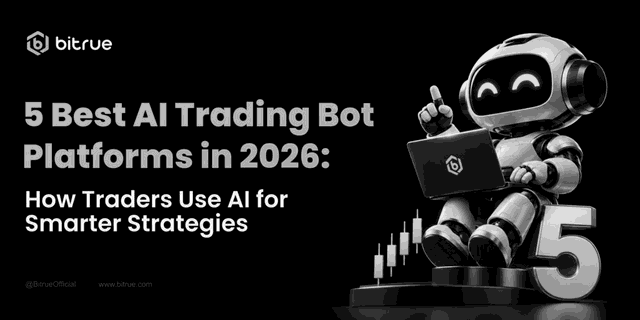 bitrue
5 Best AI Trading Bot
Platforms in 2026:
How Traders Use AI for
Smarter Strategies
@BitrueOfficial www.bitrue.com
5